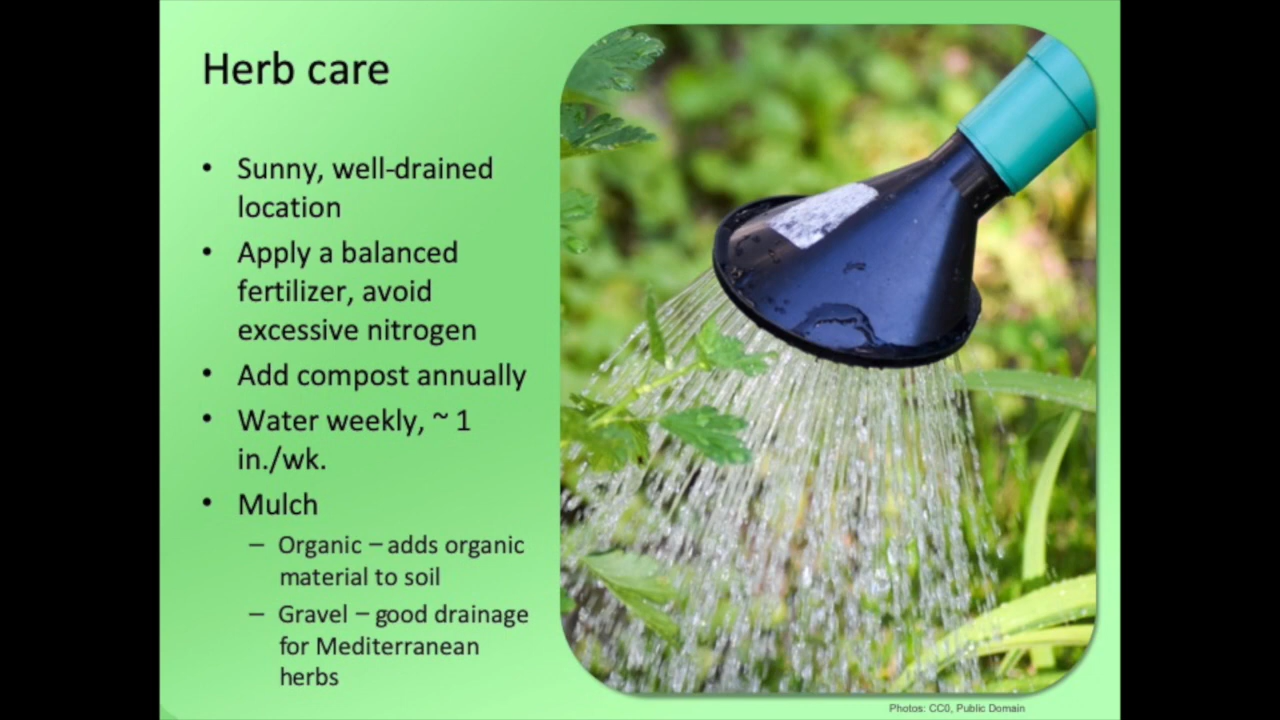 Herb care
• Sunny, well-drained
location
• Apply a balanced
fertilizer, avoid
excessive nitrogen
• Add compost annually
• Water weekly, ~ 1
in./wk.
• Mulch
– Organic – adds organic
material to soil
– Gravel – good drainage
for Mediterranean
herbs
Photos: CC0, Public Domain